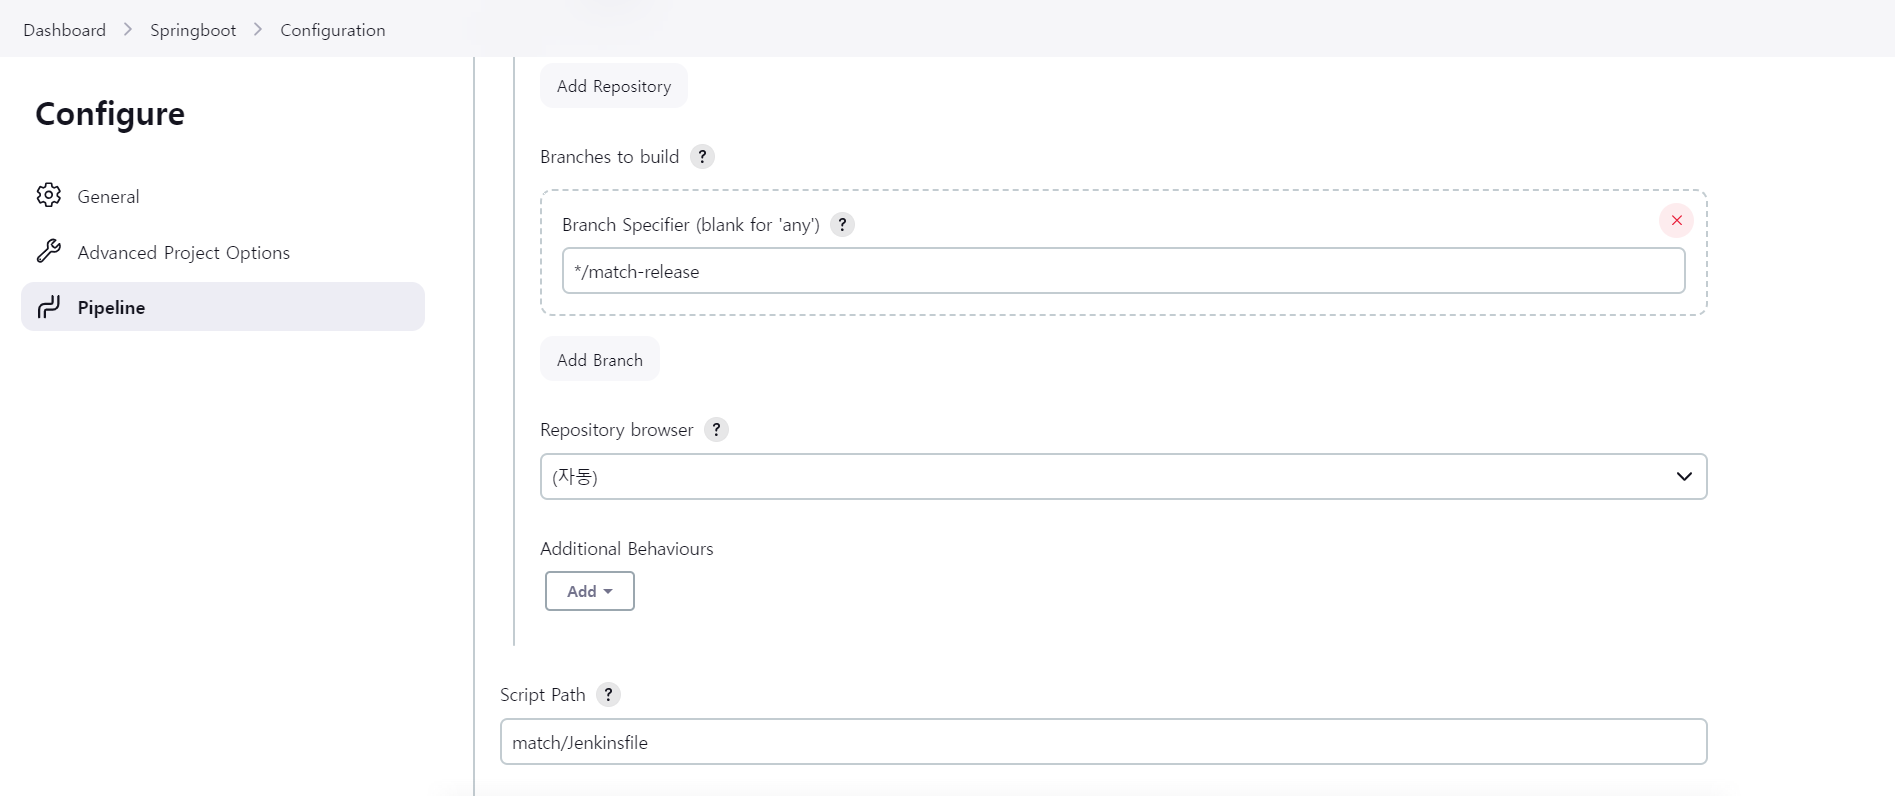 Dashboard > Springboot > Configuration
Configure
General
Advanced Project Options
Pipeline
Add Repository
Branches to build ?
Branch Specifier (blank for 'any') ?
*/match-release
Add Branch
Repository browser ?
(자동)
Additional Behaviours
Add
Script Path ?
match/Jenkinsfile